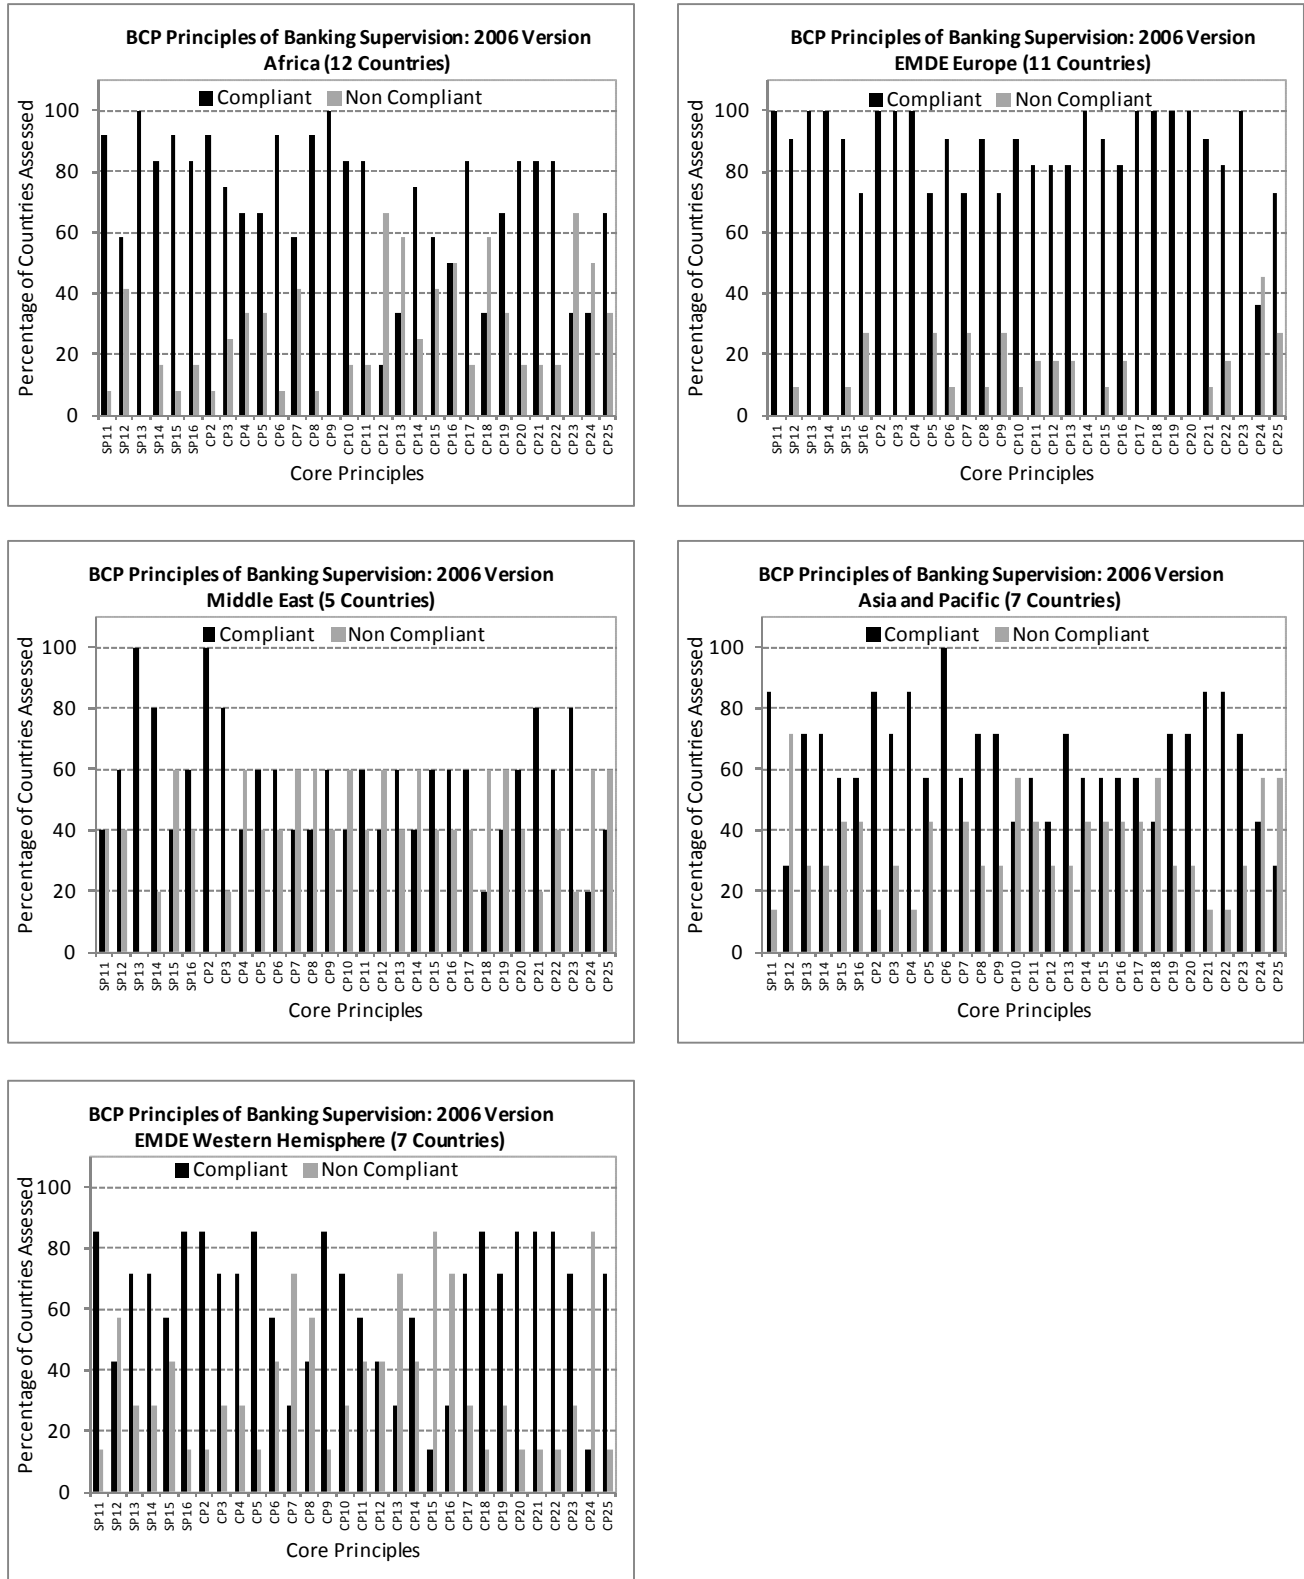 BCP Principles of Banking Supervision: 2006 Version
Africa (12 Countries)
Compliant Non Compliant
Percentage of Countries Assessed
100
80
60
40
20
0
SP11 SP12 SP13 SP14 SP15 SP16 CP2 CP3 CP4 CP5 CP6 CP7 CP8 CP9 CP10 CP11 CP12 CP13 CP14 CP15 CP16 CP17 CP18 CP19 CP20 CP21 CP22 CP23 CP24 CP25
Core Principles
BCP Principles of Banking Supervision: 2006 Version
EMDE Europe (11 Countries)
Compliant Non Compliant
Percentage of Countries Assessed
100
80
60
40
20
0
SP11 SP12 SP13 SP14 SP15 SP16 CP2 CP3 CP4 CP5 CP6 CP7 CP8 CP9 CP10 CP11 CP12 CP13 CP14 CP15 CP16 CP17 CP18 CP19 CP20 CP21 CP22 CP23 CP24 CP25
Core Principles
BCP Principles of Banking Supervision: 2006 Version
Middle East (5 Countries)
Compliant Non Compliant
Percentage of Countries Assessed
100
80
60
40
20
0
SP11 SP12 SP13 SP14 SP15 SP16 CP2 CP3 CP4 CP5 CP6 CP7 CP8 CP9 CP10 CP11 CP12 CP13 CP14 CP15 CP16 CP17 CP18 CP19 CP20 CP21 CP22 CP23 CP24 CP25
Core Principles
BCP Principles of Banking Supervision: 2006 Version
Asia and Pacific (7 Countries)
Compliant Non Compliant
Percentage of Countries Assessed
100
80
60
40
20
0
SP11 SP12 SP13 SP14 SP15 SP16 CP2 CP3 CP4 CP5 CP6 CP7 CP8 CP9 CP10 CP11 CP12 CP13 CP14 CP15 CP16 CP17 CP18 CP19 CP20 CP21 CP22 CP23 CP24 CP25
Core Principles
BCP Principles of Banking Supervision: 2006 Version
EMDE Western Hemisphere (7 Countries)
Compliant Non Compliant
Percentage of Countries Assessed
100
80
60
40
20
0
SP11 SP12 SP13 SP14 SP15 SP16 CP2 CP3 CP4 CP5 CP6 CP7 CP8 CP9 CP10 CP11 CP12 CP13 CP14 CP15 CP16 CP17 CP18 CP19 CP20 CP21 CP22 CP23 CP24 CP25
Core Principles